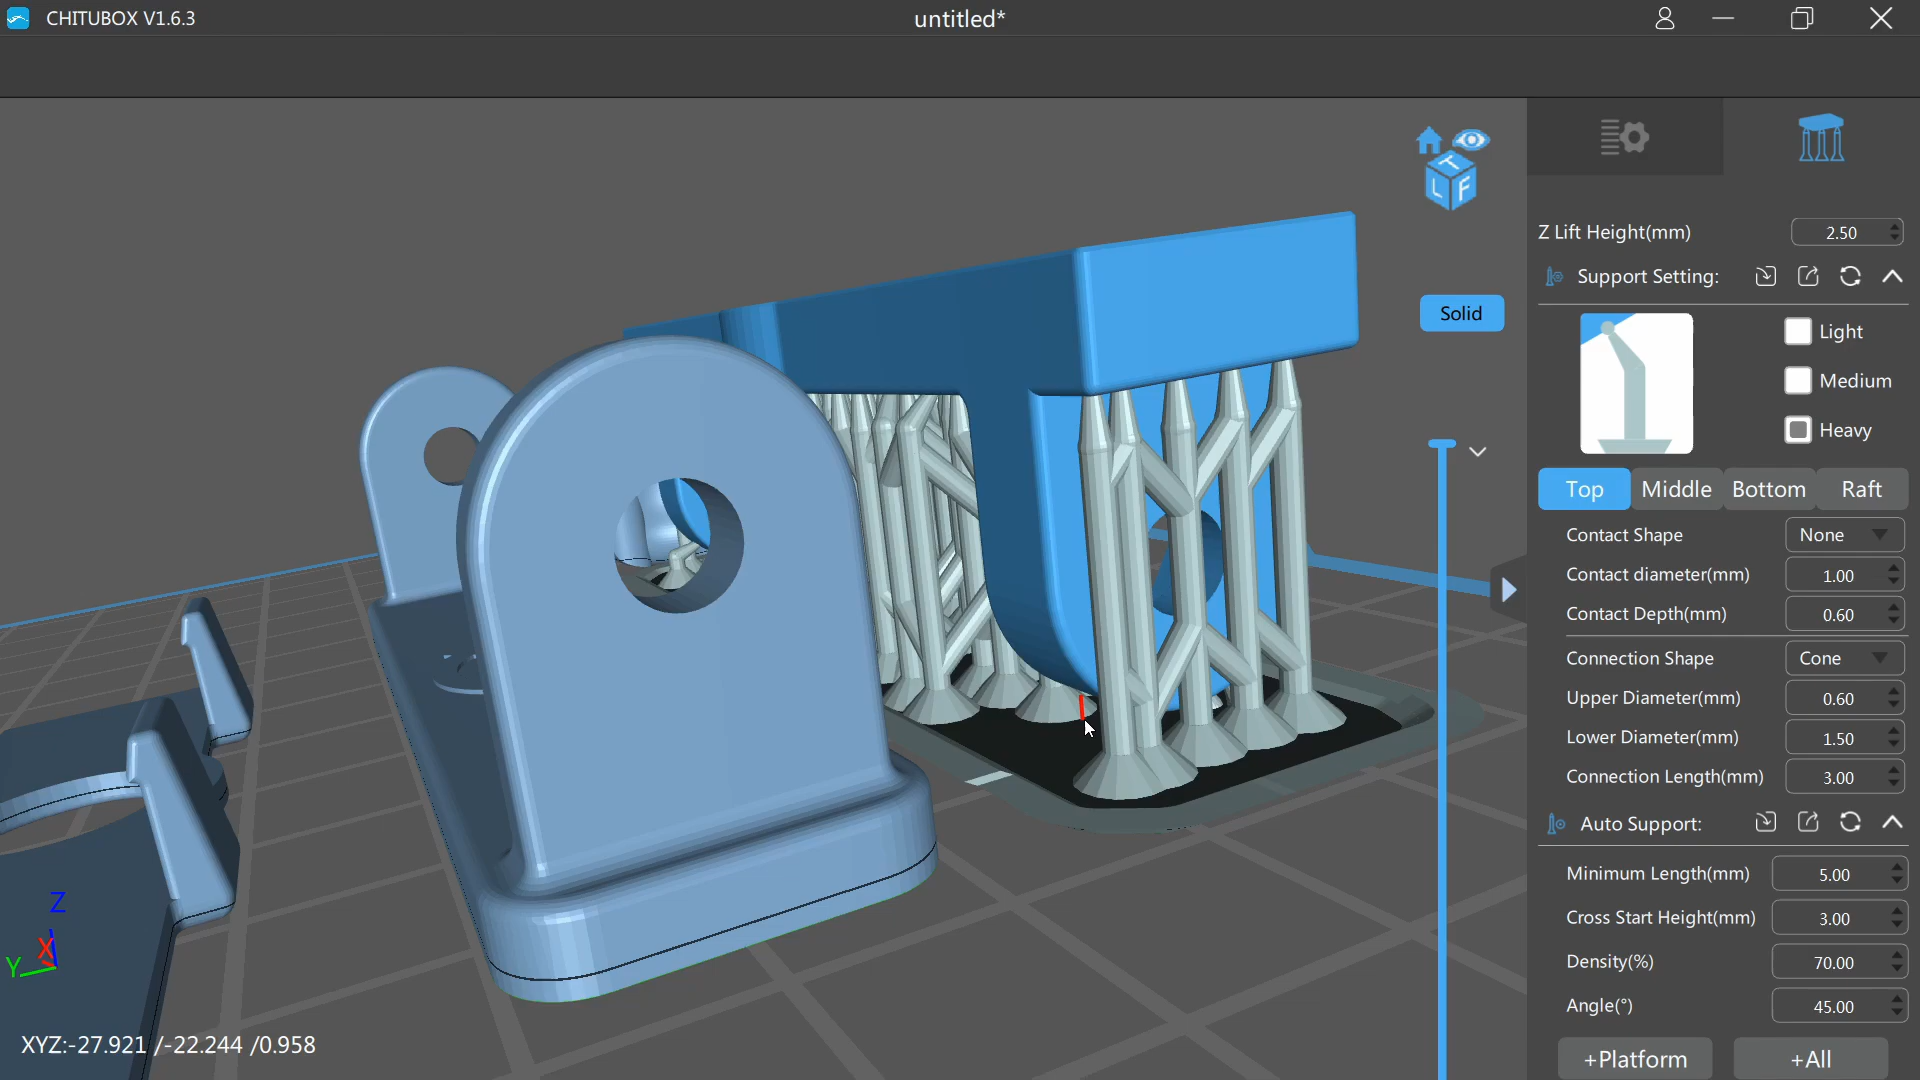 CHITUBOX V1.6.3
untitled*
T
L F
Solid
Z Lift Height(mm) 2.50
Support Setting:
Light
Medium
Heavy
Top Middle Bottom Raft
Contact Shape None
Contact diameter(mm) 1.00
Contact Depth(mm) 0.60
Connection Shape Cone
Upper Diameter(mm) 0.60
Lower Diameter(mm) 1.50
Connection Length(mm) 3.00
Auto Support:
Minimum Length(mm) 5.00
Cross Start Height(mm) 3.00
Density(%) 70.00
Angle(°) 45.00
+Platform +All
Z
X
Y
XYZ:-27.921 /-22.244 /0.958